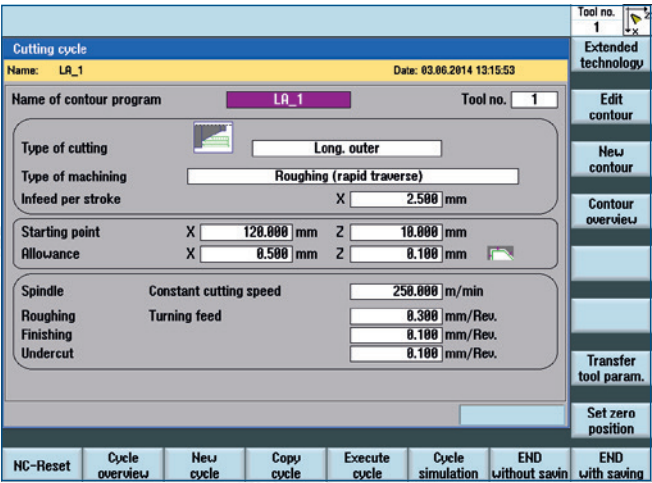 Tool no.
1
Z
X
Cutting cycle
Name: LA_1 Date: 03.06.2014 13:15:53
Name of contour program LA_1 Tool no. 1
Type of cutting Long. outer
Type of machining Roughing (rapid traverse)
Infeed per stroke X 2.500 mm
Starting point X 120.000 mm Z 10.000 mm
Allowance X 0.500 mm Z 0.100 mm
Spindle Constant cutting speed 250.000 m/min
Roughing Turning feed 0.300 mm/Rev.
Finishing 0.100 mm/Rev.
Undercut 0.100 mm/Rev.
Extended
technology
Edit
contour
New
contour
Contour
overview
Transfer
tool param.
Set zero
position
NC-Reset
Cycle
overview
New
cycle
Copy
cycle
Execute
cycle
Cycle
simulation
END
without savin
END
with saving